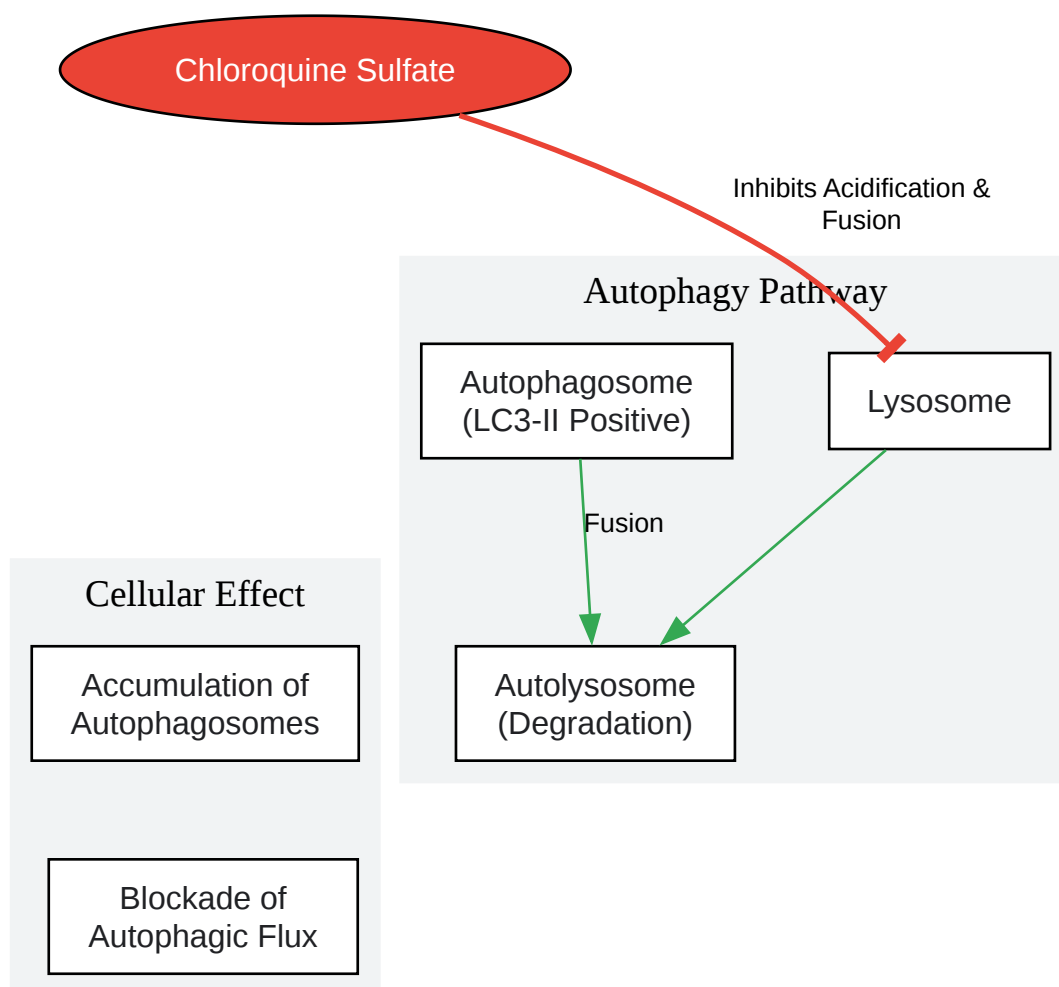 Chloroquine Sulfate
Inhibits Acidification &
Fusion
Autophagy Pathway
Autophagosome
(LC3-II Positive)
Lysosome
Fusion
Autolysosome
(Degradation)
Cellular Effect
Accumulation of
Autophagosomes
Blockade of
Autophagic Flux